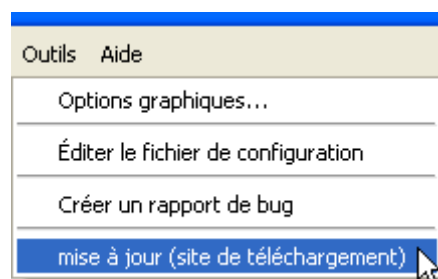 Outils Aide
Options graphiques...
Éditer le fichier de configuration
Créer un rapport de bug
mise à jour (site de téléchargement)